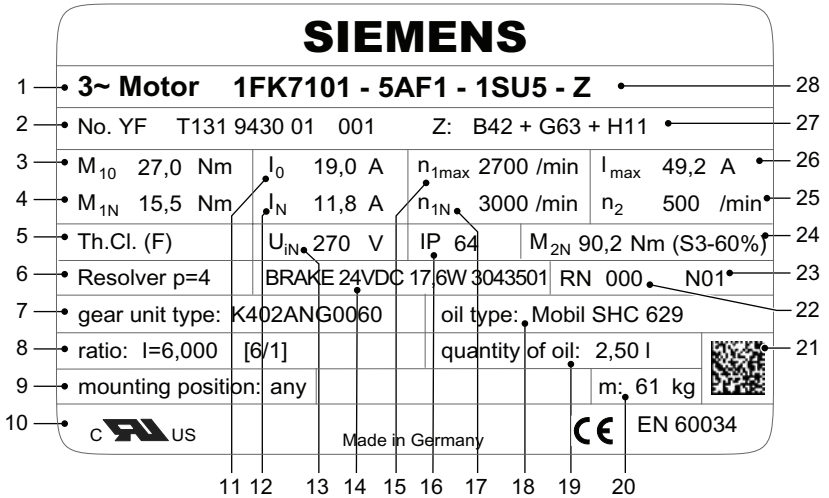 SIEMENS
1 3~ Motor 1FK7101 - 5AF1 - 1SU5 - Z 28
2 No. YF T131 9430 01 001 Z: B42 + G63 + H11 27
3 M10 27,0 Nm I0 19,0 A n1max 2700 /min Imax 49,2 A 26
4 M1N 15,5 Nm IN 11,8 A n1N 3000 /min n2 500 /min 25
5 Th.Cl. (F) UiN 270 V IP 64 M2N 90,2 Nm (S3-60%) 24
6 Resolver p=4 BRAKE 24VDC 17,6W 3043501 RN 000 N01 23
22
7 gear unit type: K402ANG0060 oil type: Mobil SHC 629
8 ratio: I=6,000 [6/1] quantity of oil: 2,50 l 21
9 mounting position: any m: 61 kg
10 C RU US Made in Germany CE EN 60034
11 12 13 14 15 16 17 18 19 20